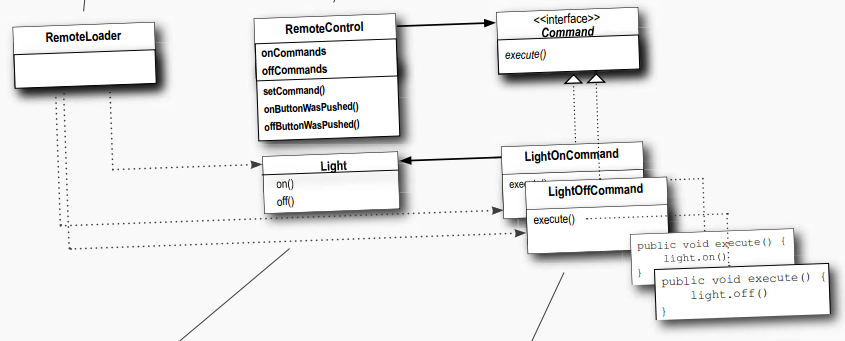 RemoteLoader
RemoteControl
onCommands
offCommands
setCommand()
onButtonWasPushed()
offButtonWasPushed()
<<interface>>
Command
execute()
Light
on()
off()
LightOnCommand
LightOffCommand
execute()
public void execute() {
light.on()
}
public void execute() {
light.off()
}